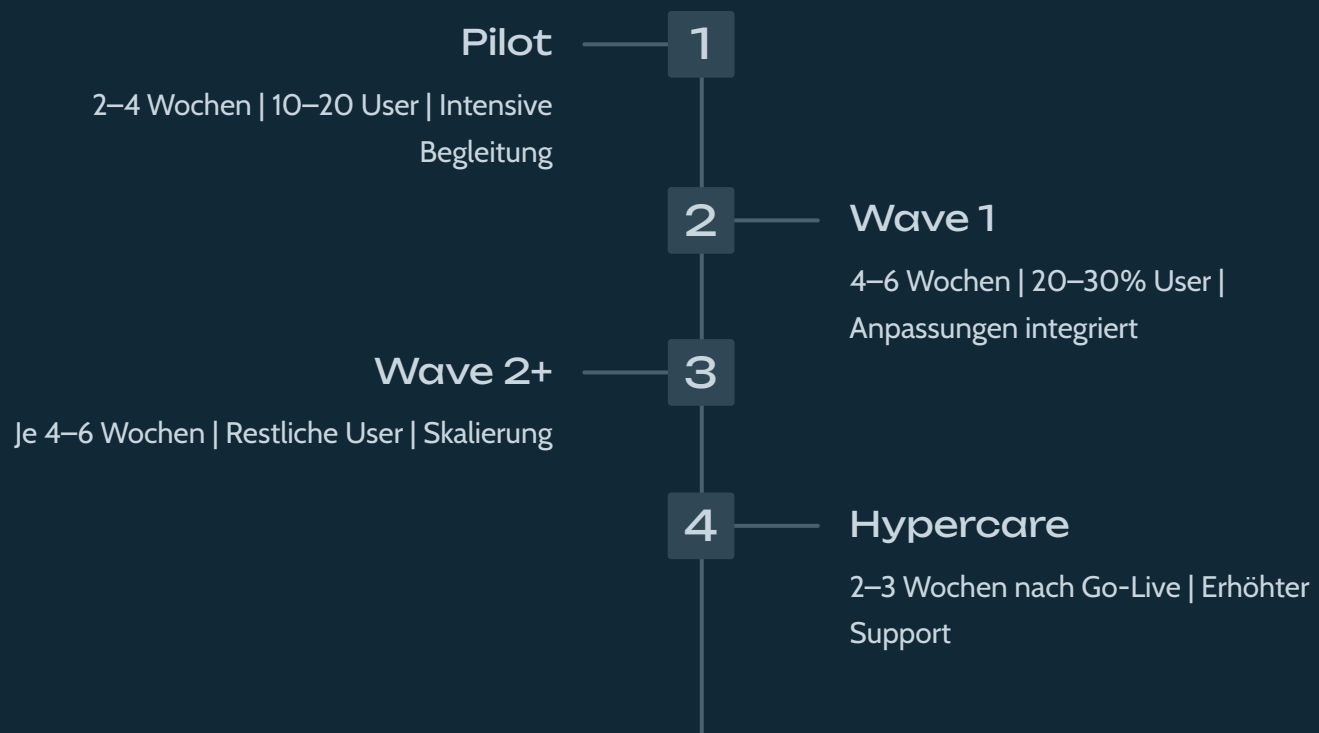 Pilot
1
2–4 Wochen | 10–20 User | Intensive
Begleitung
2
Wave 1
4–6 Wochen | 20–30% User |
Anpassungen integriert
Wave 2+
3
Je 4–6 Wochen | Restliche User | Skalierung
4
Hypercare
2–3 Wochen nach Go-Live | Erhöhter
Support